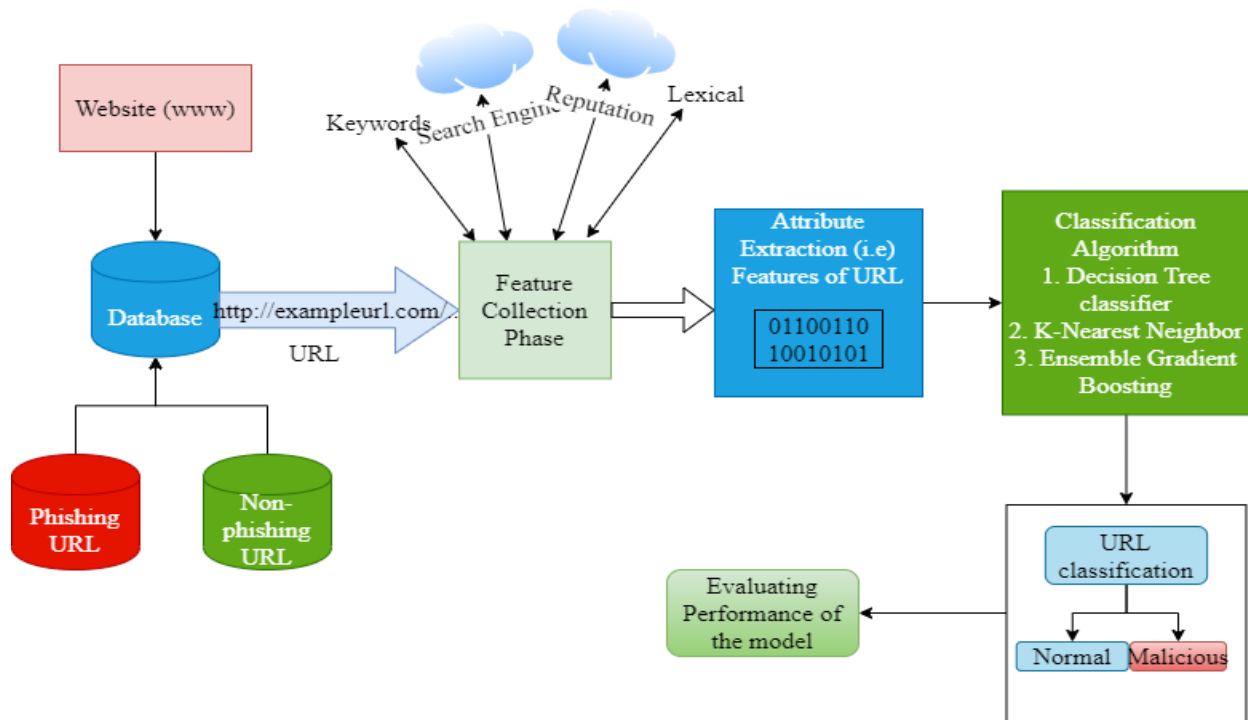 Website (www)
Keywords
Search Engine
Reputation
Lexical
Database
http://exampleurl.com/..
URL
Feature
Collection
Phase
Attribute
Extraction (i.e)
Features of URL
01100110
10010101
Classification
Algorithm
1. Decision Tree
classifier
2. K-Nearest Neighbor
3. Ensemble Gradient
Boosting
Phishing
URL
Non-
phishing
URL
URL
classification
Normal
Malicious
Evaluating
Performance of
the model